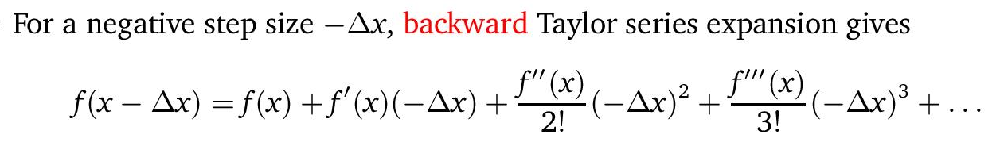 For a negative step size −Δx, backward Taylor series expansion gives
f(x − Δx) = f(x) + f′(x)(−Δx) + f″(x)/2! (−Δx)² + f‴(x)/3! (−Δx)³ + …